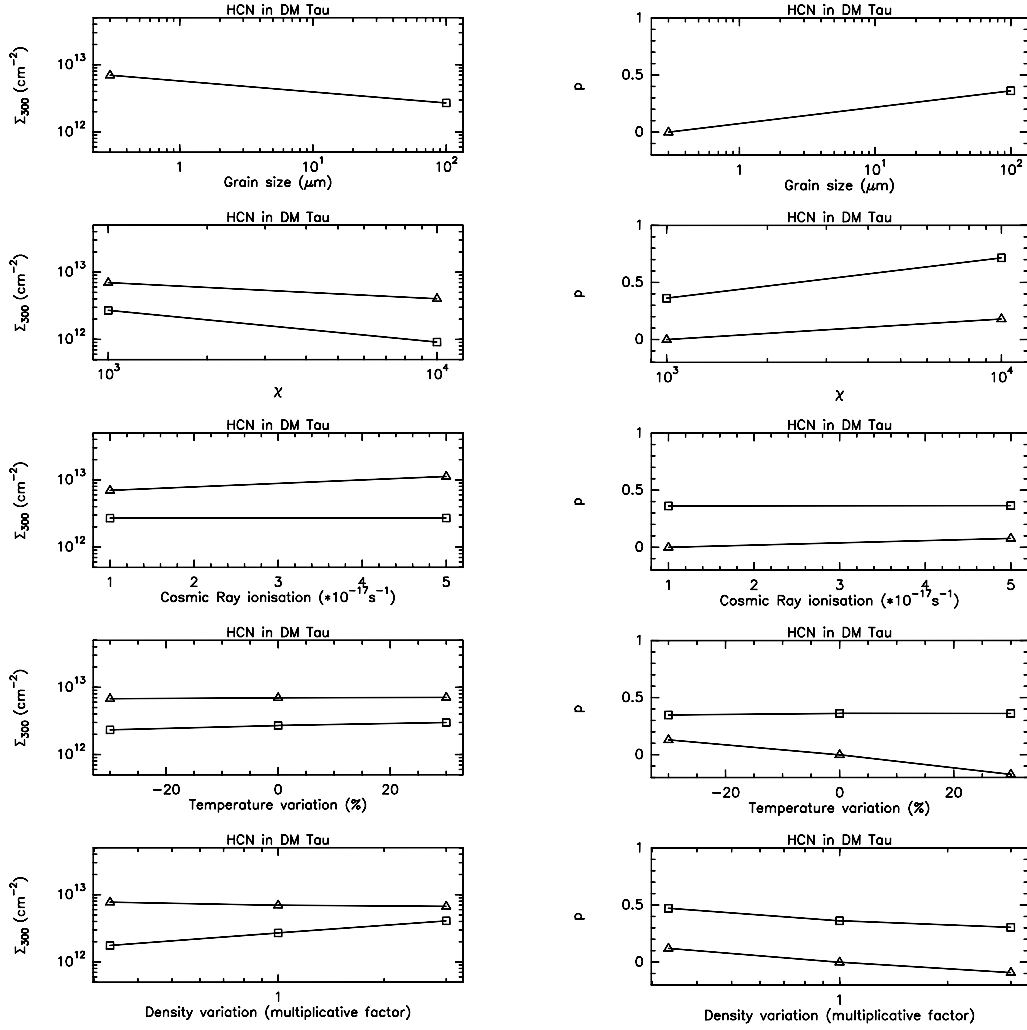 HCN in DM Tau
Σ300 (cm−2)
10^13
10^12
1
10^1
10^2
Grain size (μm)
HCN in DM Tau
p
1
0.5
0
1
10^1
10^2
Grain size (μm)
HCN in DM Tau
Σ300 (cm−2)
10^13
10^12
10^3
10^4
χ
HCN in DM Tau
p
1
0.5
0
10^3
10^4
χ
HCN in DM Tau
Σ300 (cm−2)
10^13
10^12
1
2
3
4
5
Cosmic Ray ionisation (*10−17s−1)
HCN in DM Tau
p
1
0.5
0
1
2
3
4
5
Cosmic Ray ionisation (*10−17s−1)
HCN in DM Tau
Σ300 (cm−2)
10^13
10^12
−20
0
20
Temperature variation (%)
HCN in DM Tau
p
1
0.5
0
−20
0
20
Temperature variation (%)
HCN in DM Tau
Σ300 (cm−2)
10^13
10^12
1
Density variation (multiplicative factor)
HCN in DM Tau
p
1
0.5
0
1
Density variation (multiplicative factor)